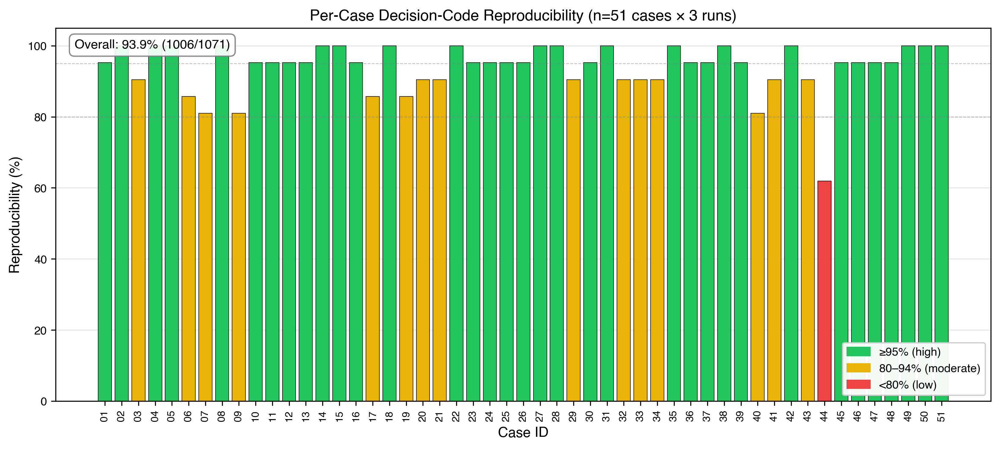 Per-Case Decision-Code Reproducibility (n=51 cases × 3 runs)
Overall: 93.9% (1006/1071)
Reproducibility (%)
100
80
60
40
20
0
≥95% (high)
80–94% (moderate)
<80% (low)
01 02 03 04 05 06 07 08 09 10 11 12 13 14 15 16 17 18 19 20 21 22 23 24 25 26 27 28 29 30 31 32 33 34 35 36 37 38 39 40 41 42 43 44 45 46 47 48 49 50 51
Case ID